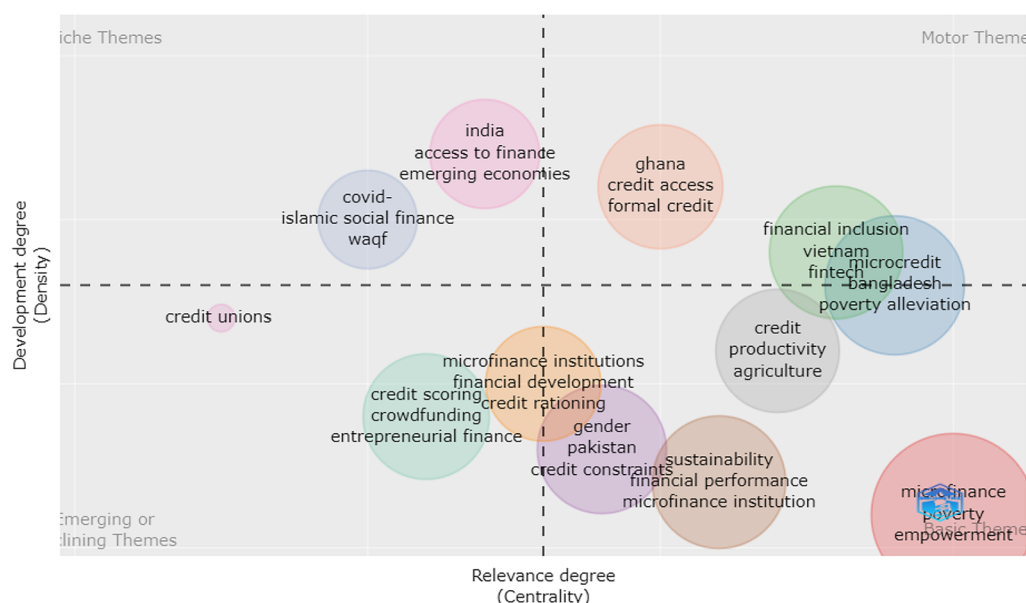 iche Themes
Motor Theme
india
access to finance
emerging economies
ghana
credit access
formal credit
covid-
islamic social finance
waqf
financial inclusion
vietnam
fintech
microcredit
bangladesh
poverty alleviation
credit unions
credit
productivity
agriculture
microfinance institutions
financial development
credit rationing
credit scoring
crowdfunding
entrepreneurial finance
gender
pakistan
credit constraints
sustainability
financial performance
microfinance institution
microfinance
poverty
empowerment
Emerging or
clining Themes
Basic Theme
Development degree
(Density)
Relevance degree
(Centrality)